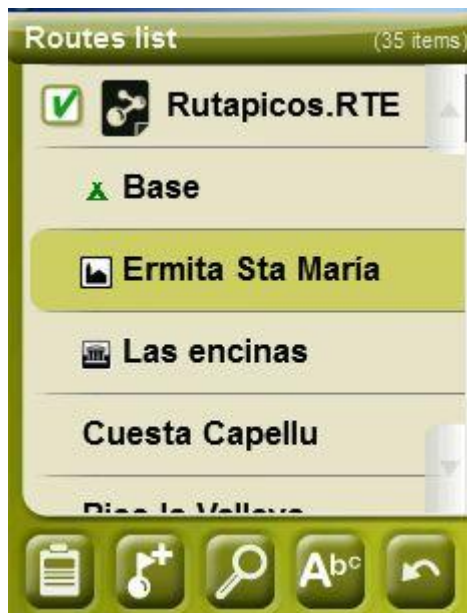 Routes list (35 items)
Rutapicos.RTE
Base
Ermita Sta María
Las encinas
Cuesta Capellu
Abc